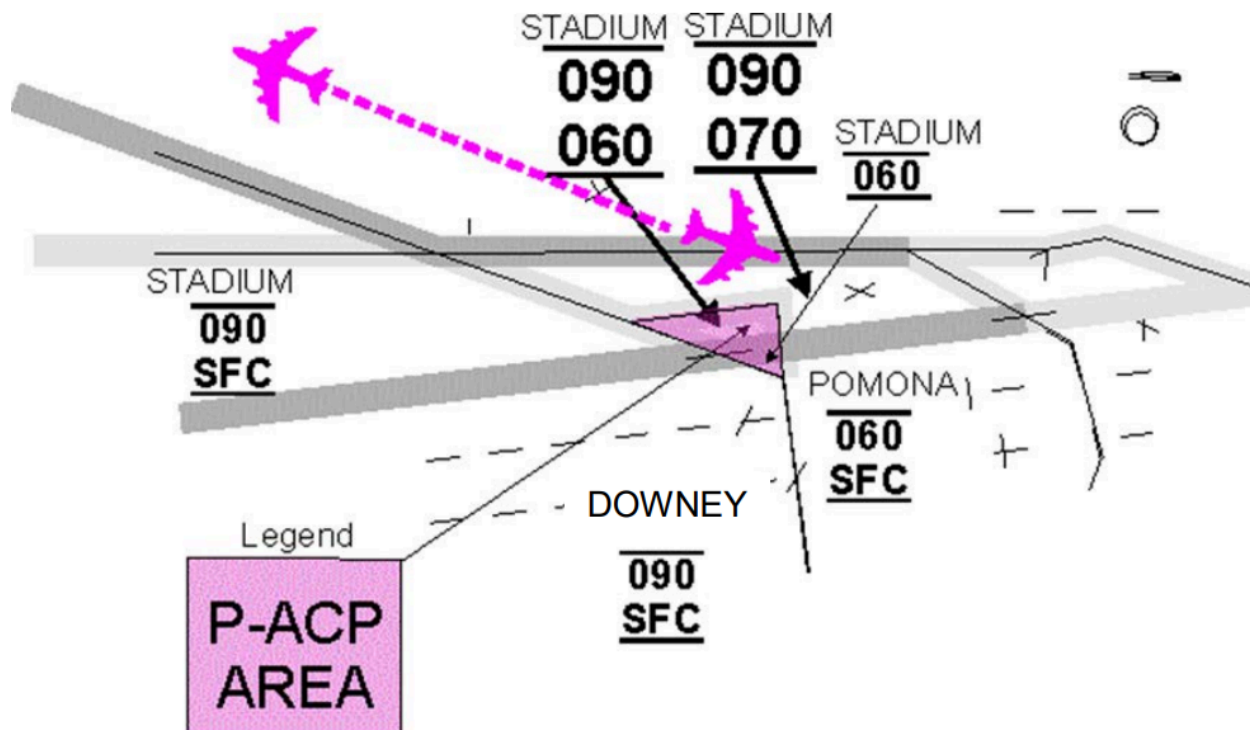 STADIUM
090
060
STADIUM
090
070
STADIUM
060
STADIUM
090
SFC
POMONA
060
SFC
DOWNEY
090
SFC
Legend
P-ACP
AREA